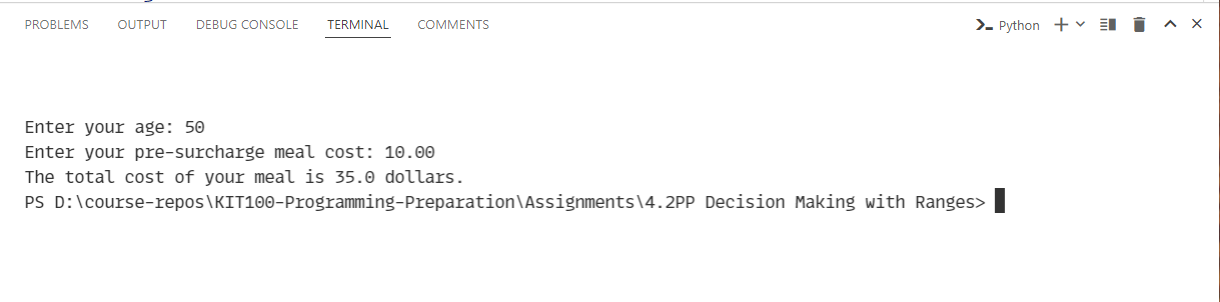 PROBLEMS OUTPUT DEBUG CONSOLE TERMINAL COMMENTS Python
Enter your age: 50
Enter your pre-surcharge meal cost: 10.00
The total cost of your meal is 35.0 dollars.
PS D:\course-repos\KIT100-Programming-Preparation\Assignments\4.2PP Decision Making with Ranges>